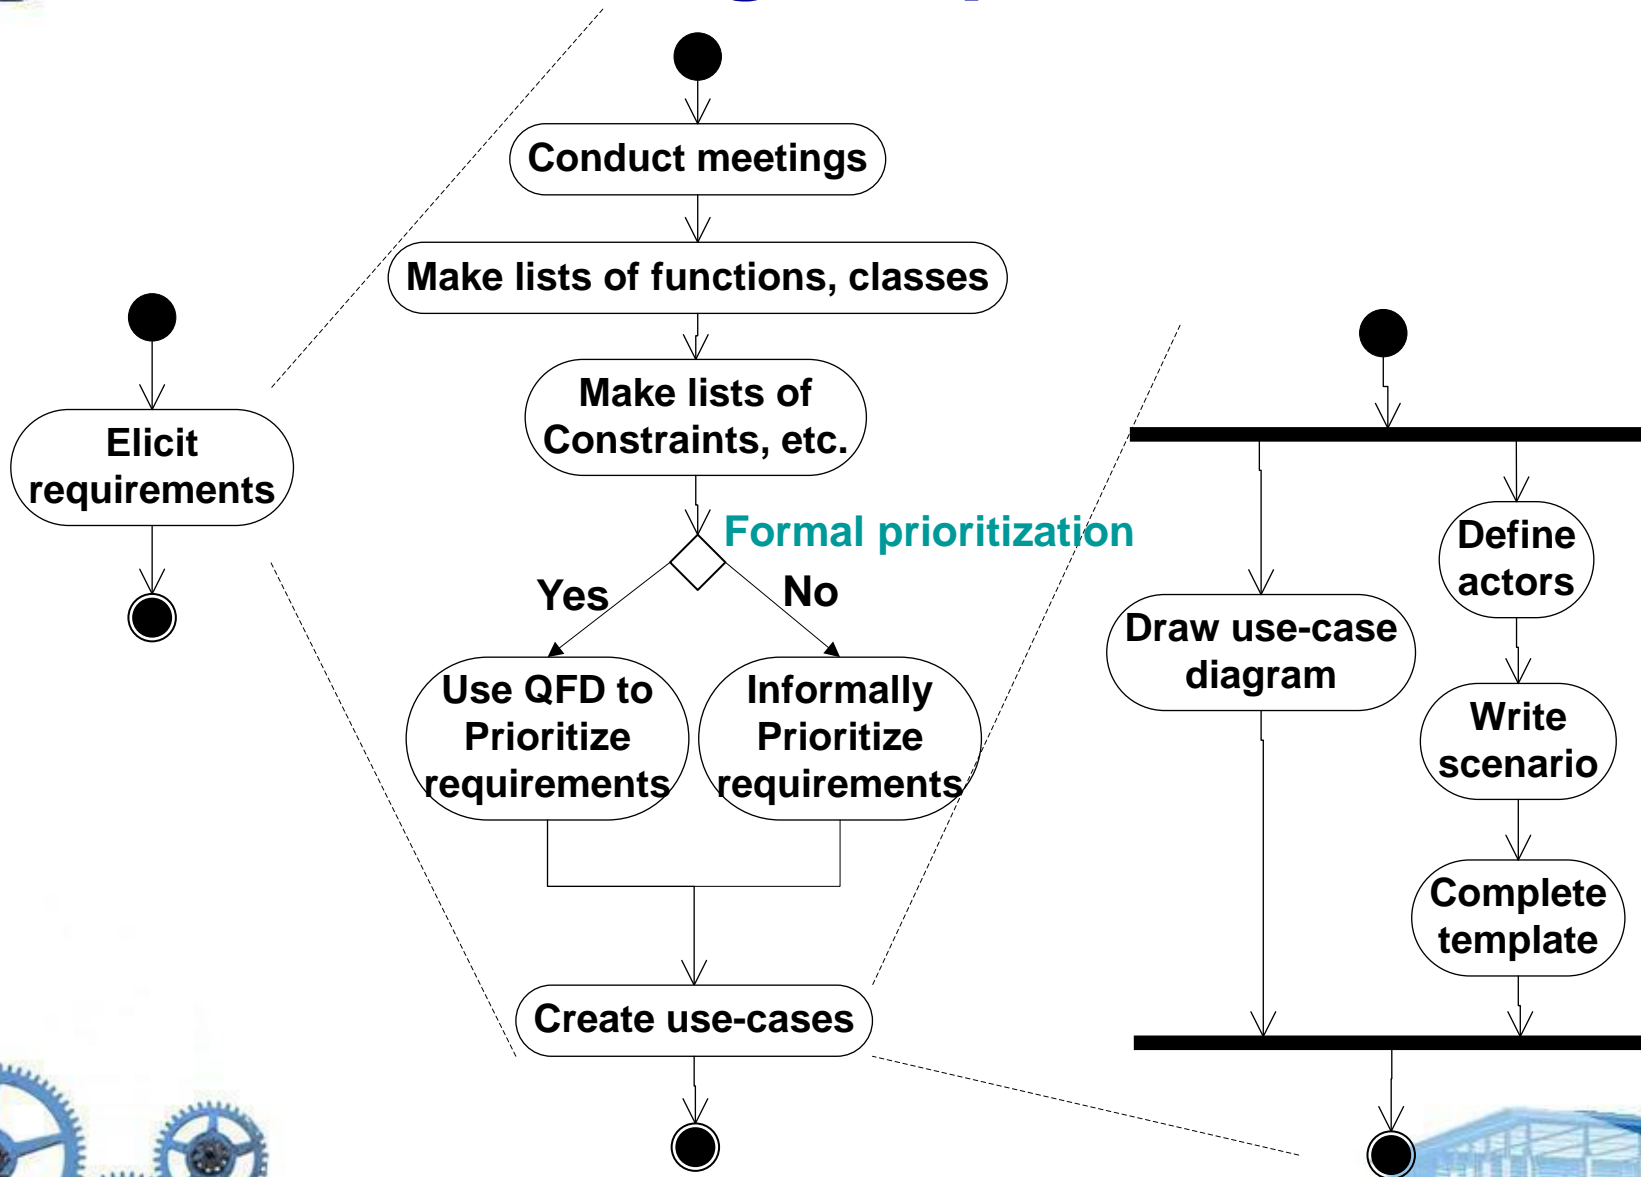 Conduct meetings
Make lists of functions, classes
Make lists of
Constraints, etc.
Elicit
requirements
Formal prioritization
Yes
No
Use QFD to
Prioritize
requirements
Informally
Prioritize
requirements
Create use-cases
Draw use-case
diagram
Define
actors
Write
scenario
Complete
template